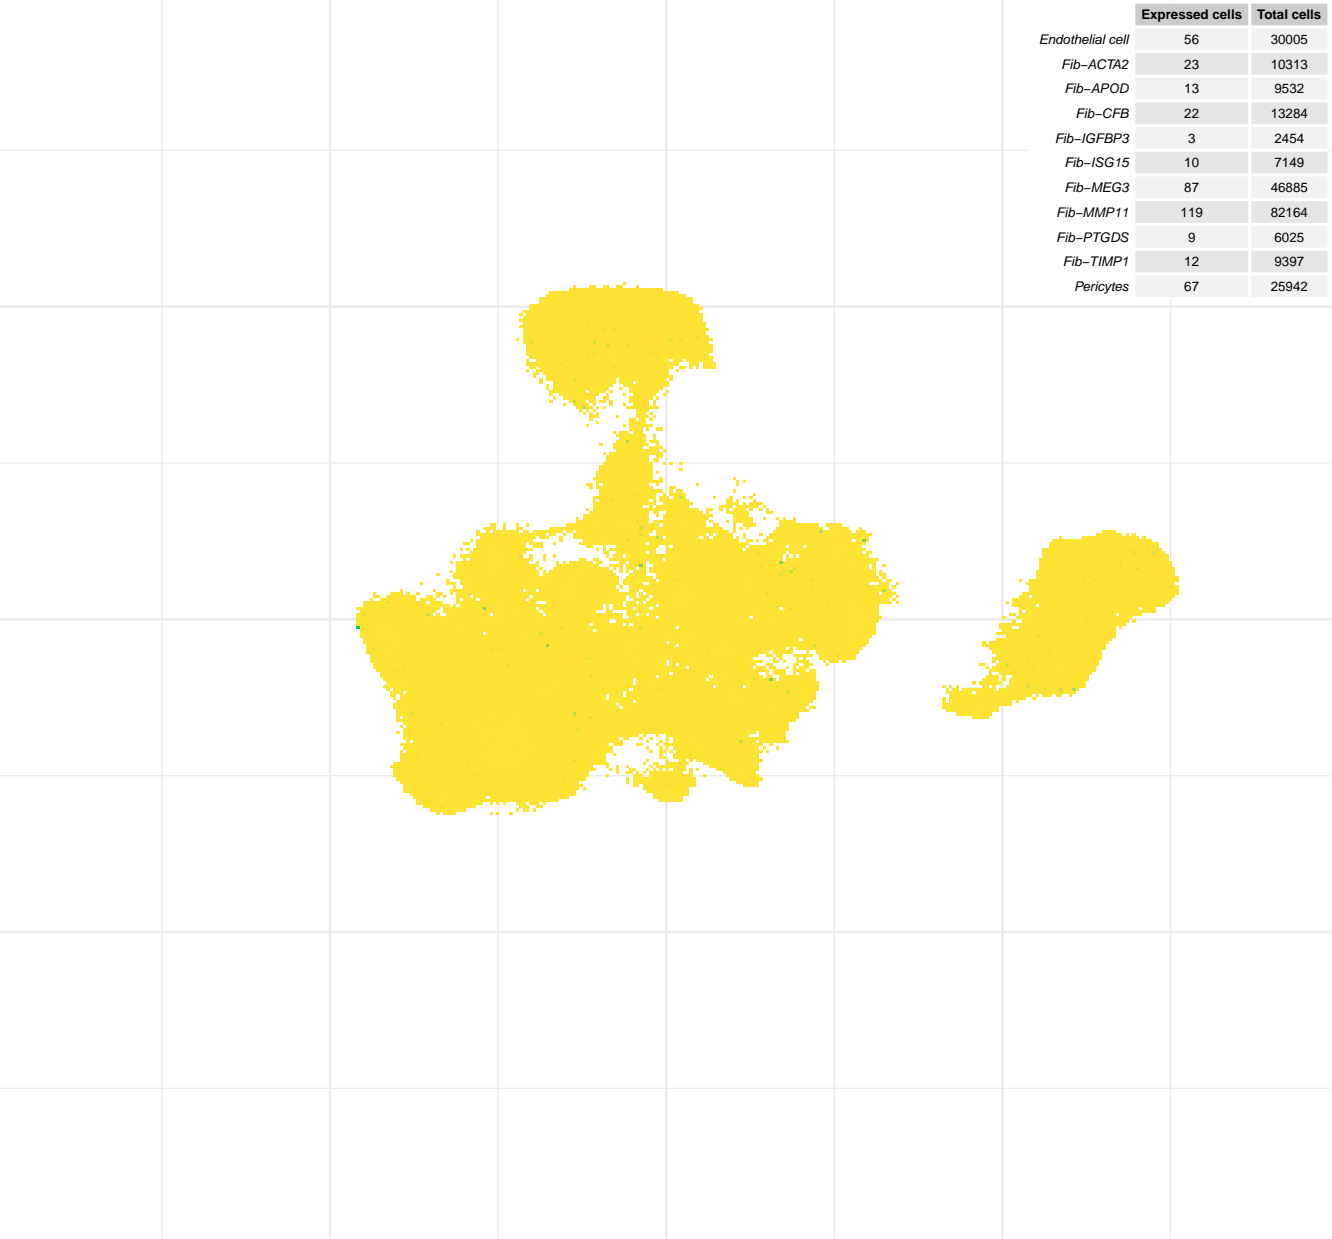 Expressed cells Total cells
Endothelial cell 56 30005
Fib−ACTA2 23 10313
Fib−APOD 13 9532
Fib−CFB 22 13284
Fib−IGFBP3 3 2454
Fib−ISG15 10 7149
Fib−MEG3 87 46885
Fib−MMP11 119 82164
Fib−PTGDS 9 6025
Fib−TIMP1 12 9397
Pericytes 67 25942